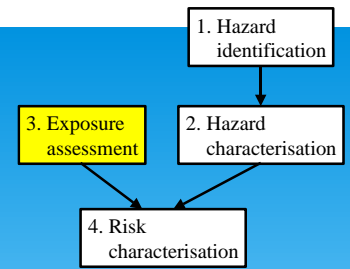 1. Hazard
identification
3. Exposure
assessment
2. Hazard
characterisation
4. Risk
characterisation